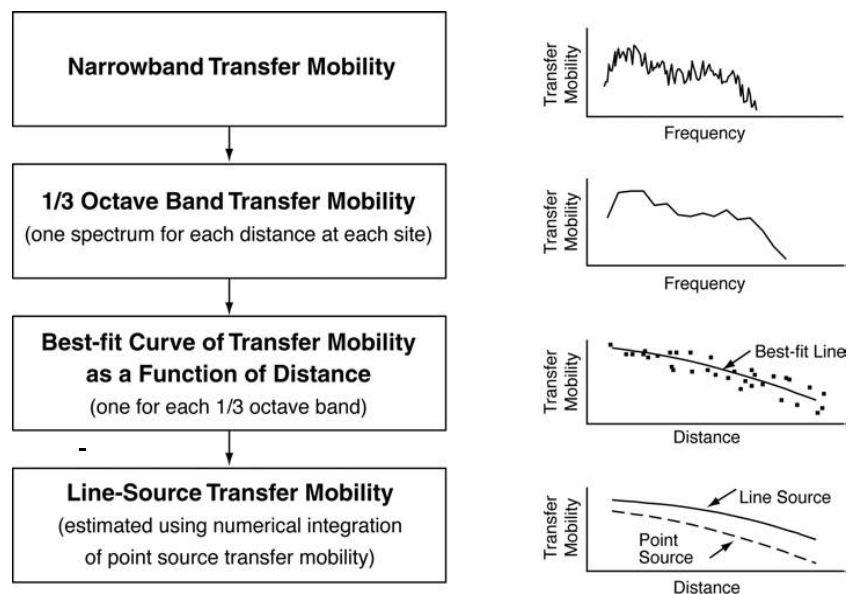 Narrowband Transfer Mobility
Transfer
Mobility
Frequency
1/3 Octave Band Transfer Mobility
(one spectrum for each distance at each site)
Transfer
Mobility
Frequency
Best-fit Curve of Transfer Mobility
as a Function of Distance
(one for each 1/3 octave band)
Transfer
Mobility
Best-fit Line
Distance
-
Line-Source Transfer Mobility
(estimated using numerical integration
of point source transfer mobility)
Transfer
Mobility
Line Source
Point
Source
Distance